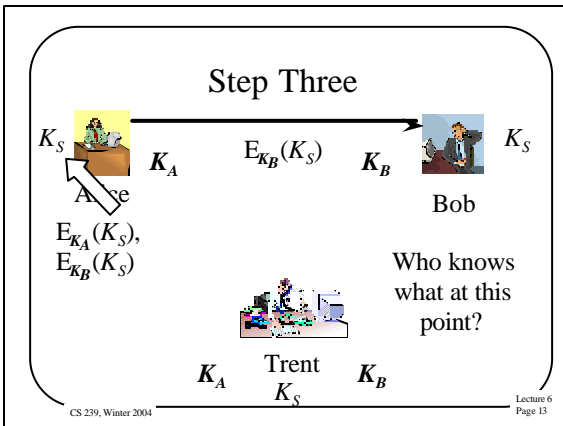 Step Three
K_S
K_A
E_{K_B}(K_S)
K_B
K_S
Alice
Bob
E_{K_A}(K_S),
E_{K_B}(K_S)
Who knows
what at this
point?
Trent
K_A
K_S
K_B
CS 239, Winter 2004
Lecture 6
Page 13